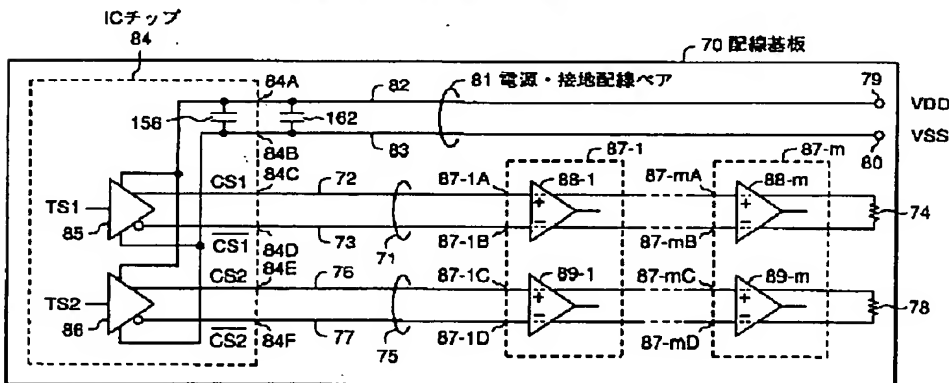 ICチップ
84
70 配線基板
84A
82
81 電源・接地配線ペア
79
VDD
156
162
VSS
84B
83
80
87-1
87-m
84C
CS1
72
87-1A
88-1
87-mA
88-m
TS1
+
+
74
85
CS1
84D
73
71
87-1B
87-mB
84E
CS2
76
87-1C
89-1
87-mC
89-m
TS2
+
+
78
86
CS2
84F
77
75
87-1D
87-mD